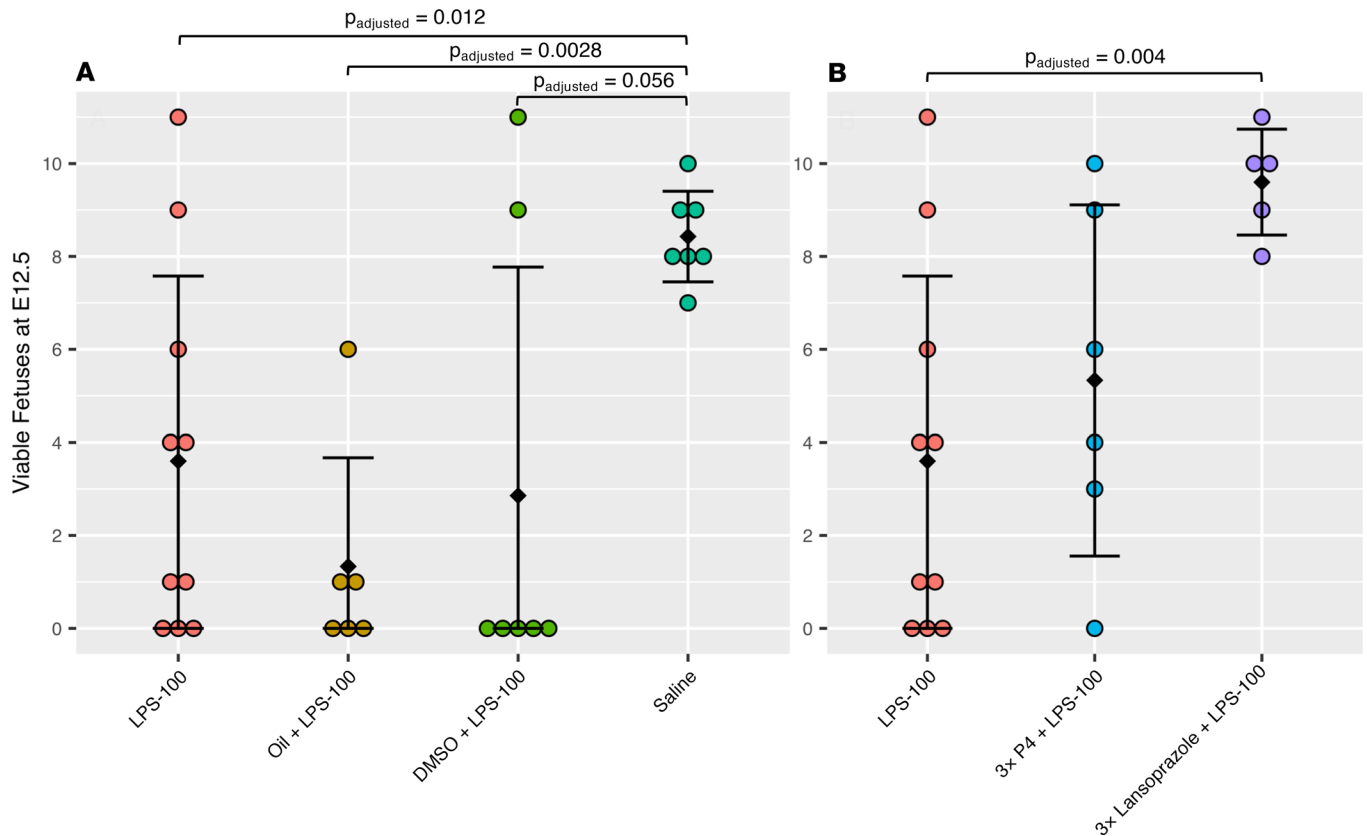 p_adjusted = 0.012
p_adjusted = 0.0028
p_adjusted = 0.056
A
A
p_adjusted = 0.004
B
B
Viable Fetuses at E12.5
10
8
6
4
2
0
LPS-100
Oil + LPS-100
DMSO + LPS-100
Saline
10
8
6
4
2
0
LPS-100
3× P4 + LPS-100
3× Lansoprazole + LPS-100